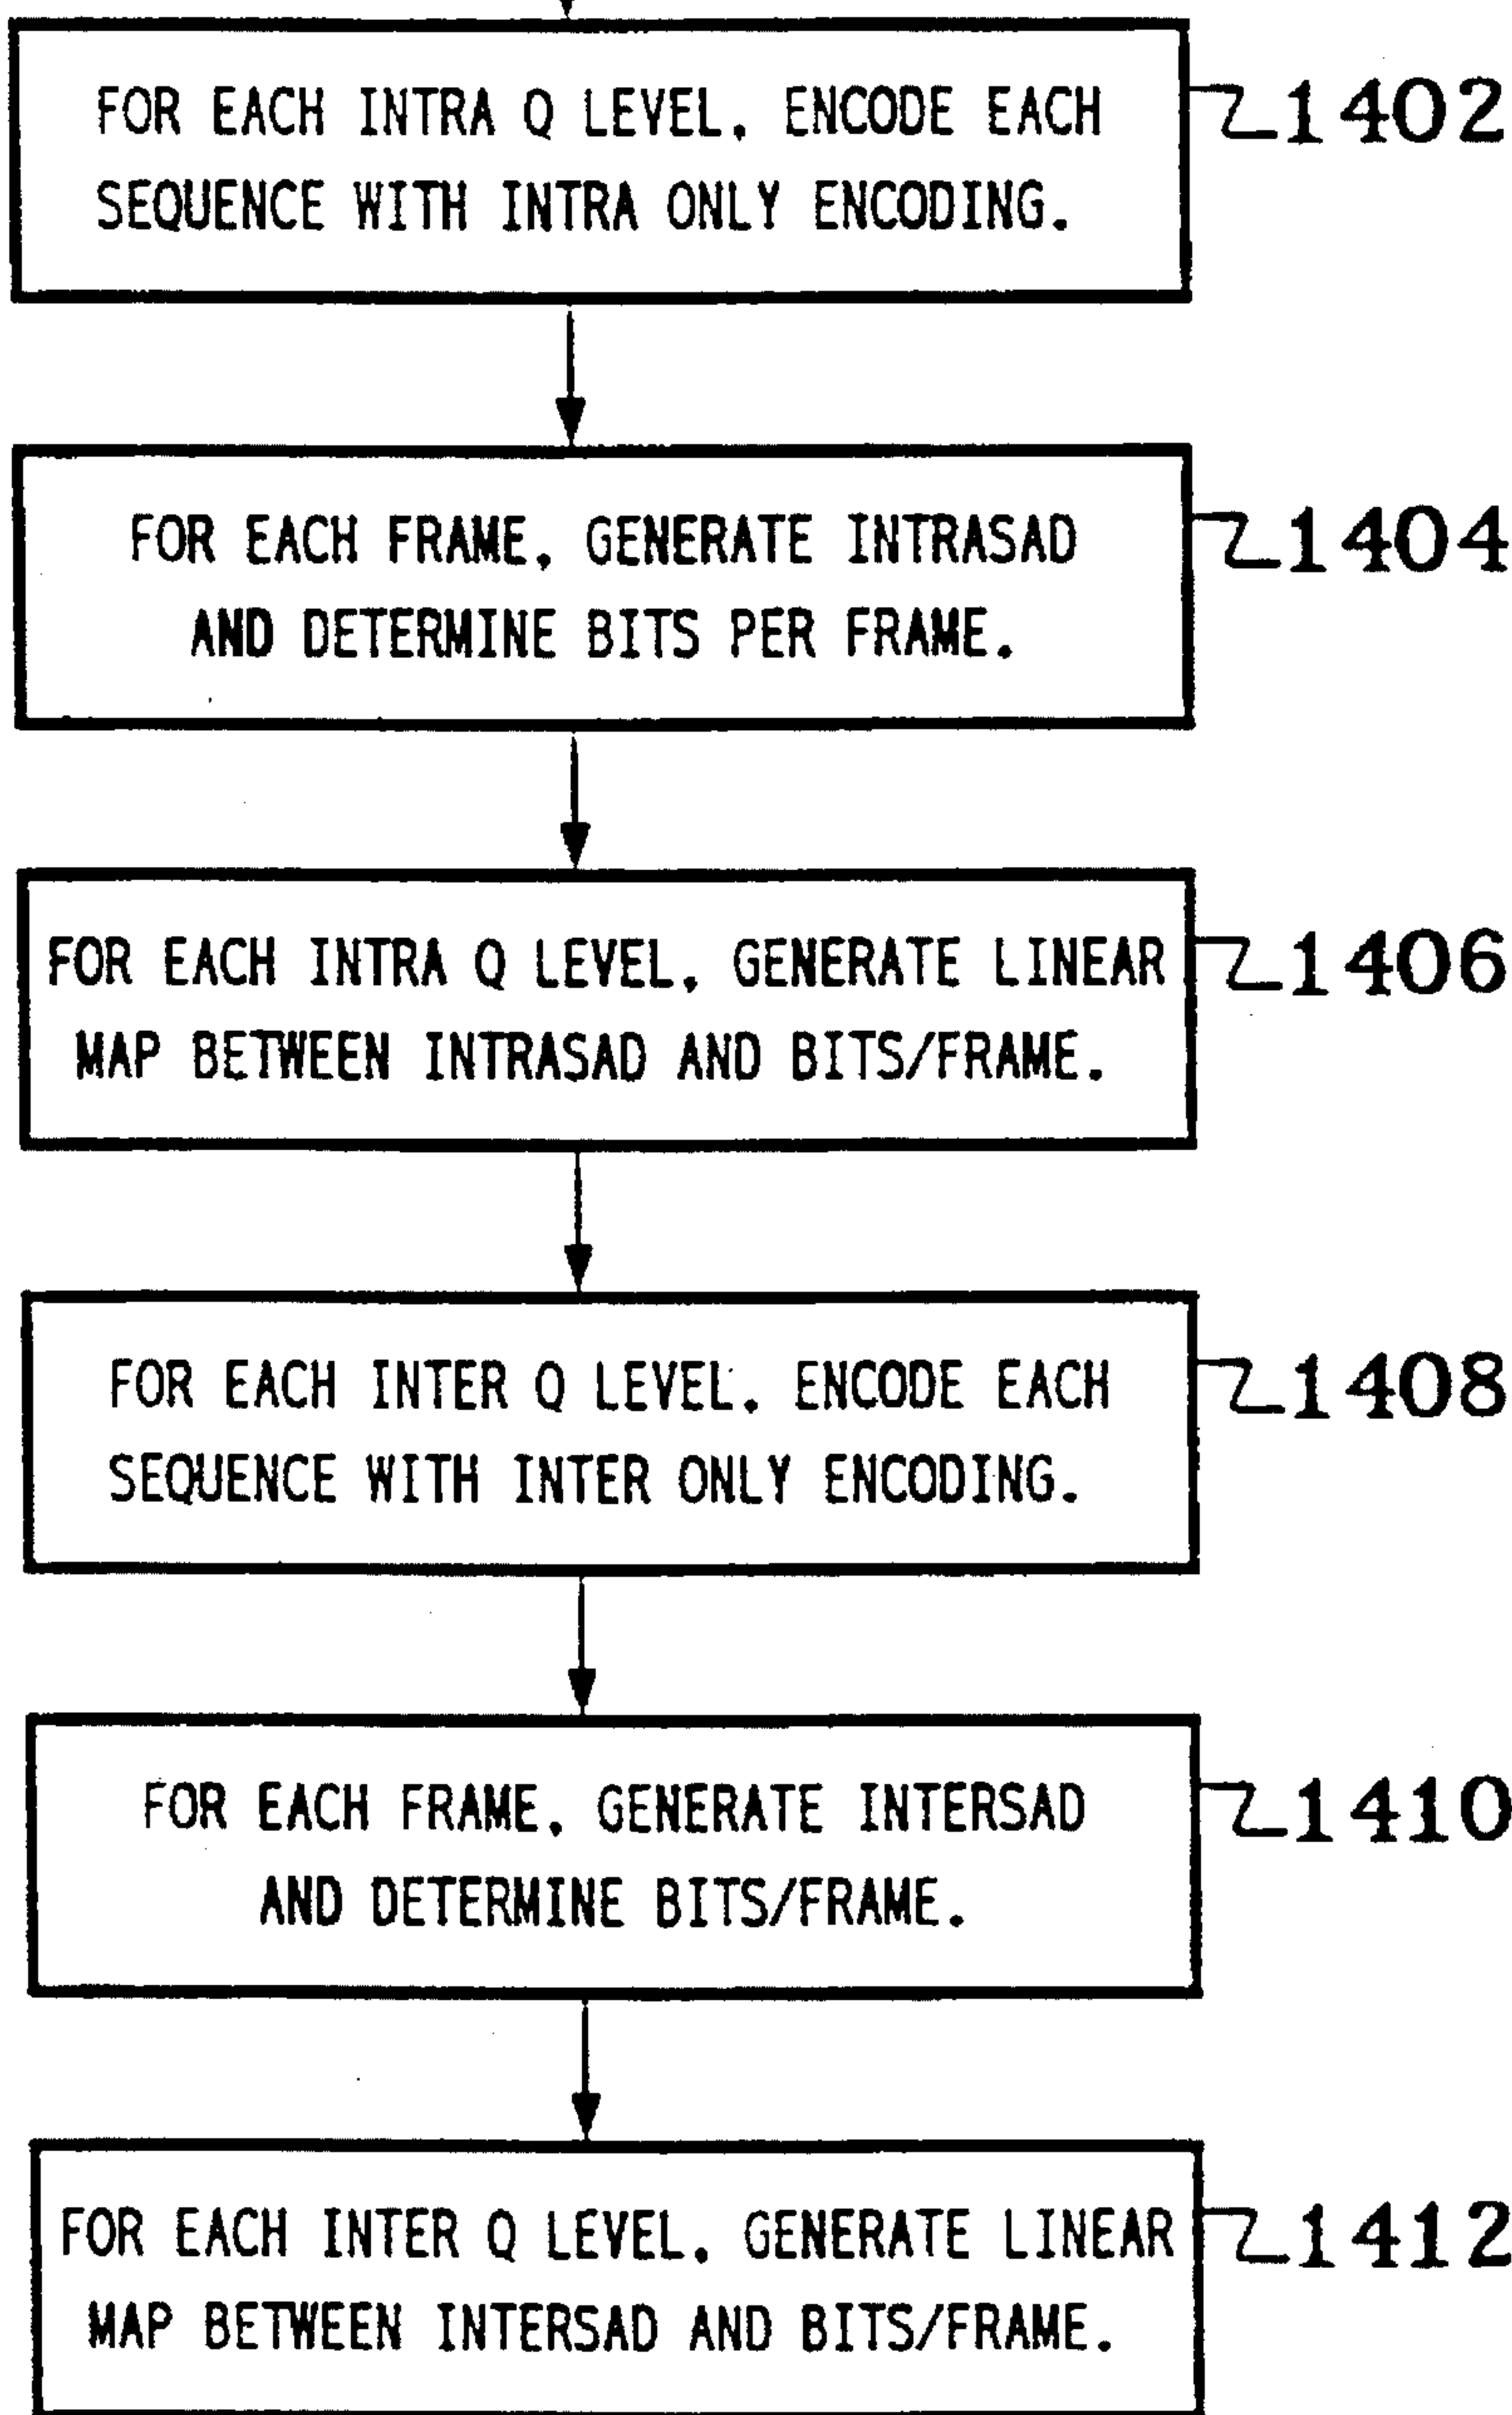 FOR EACH INTRA Q LEVEL, ENCODE EACH
SEQUENCE WITH INTRA ONLY ENCODING.
1402
FOR EACH FRAME, GENERATE INTRASAD
AND DETERMINE BITS PER FRAME.
1404
FOR EACH INTRA Q LEVEL, GENERATE LINEAR
MAP BETWEEN INTRASAD AND BITS/FRAME.
1406
FOR EACH INTER Q LEVEL, ENCODE EACH
SEQUENCE WITH INTER ONLY ENCODING.
1408
FOR EACH FRAME, GENERATE INTERSAD
AND DETERMINE BITS/FRAME.
1410
FOR EACH INTER Q LEVEL, GENERATE LINEAR
MAP BETWEEN INTERSAD AND BITS/FRAME.
1412